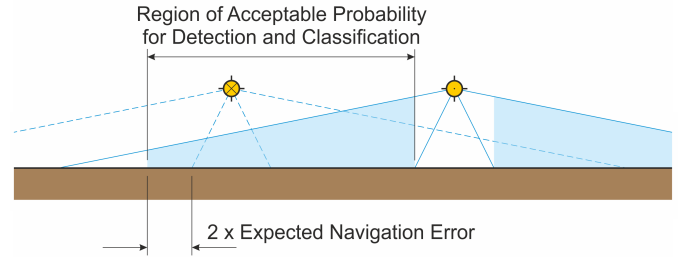 Region of Acceptable Probability
for Detection and Classification
2 x Expected Navigation Error